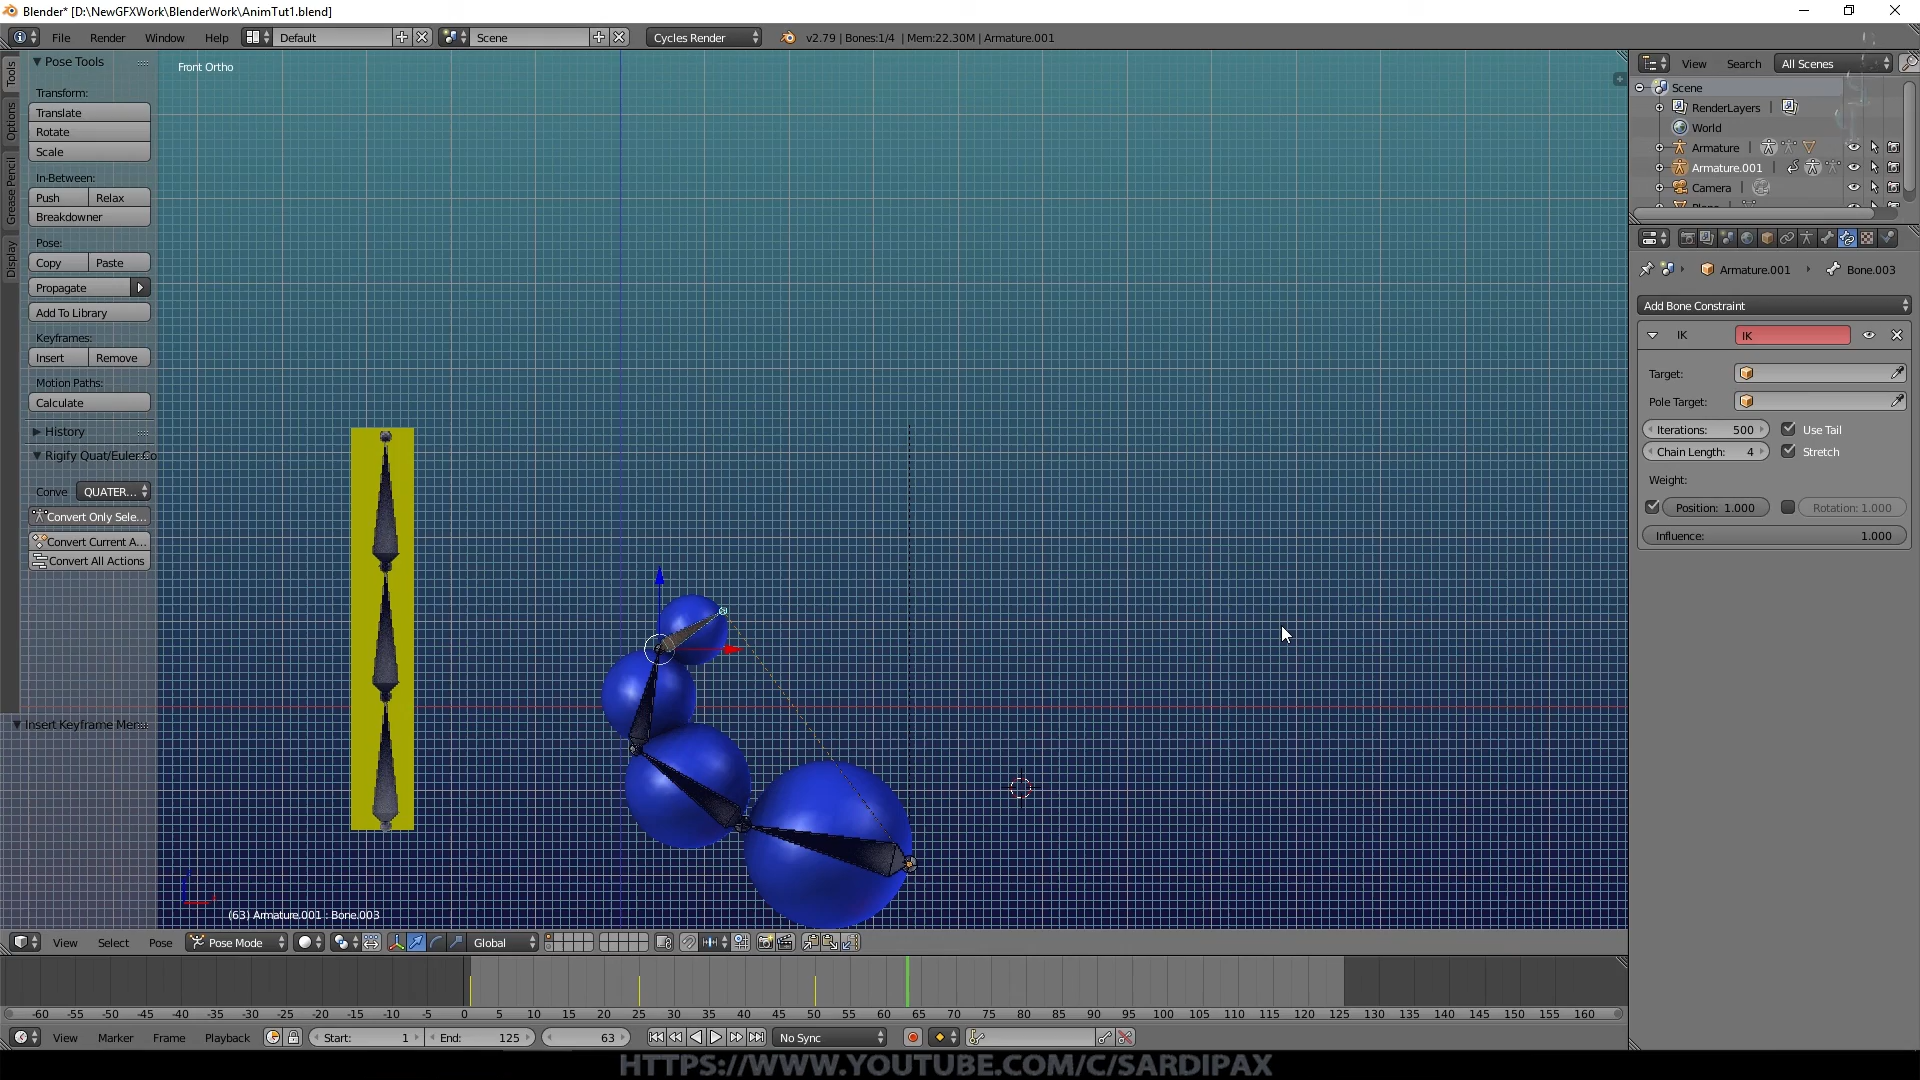 Blender* [D:\NewGFXWork\BlenderWork\AnimTut1.blend]
File Render Window Help Default Scene Cycles Render v2.79 | Bones:1/4 | Mem:22.30M | Armature.001
Tools
Options
Grease Pencil
Display
Pose Tools
Transform:
Translate
Rotate
Scale
In-Between:
Push Relax
Breakdowner
Pose:
Copy Paste
Propagate
Add To Library
Keyframes:
Insert Remove
Motion Paths:
Calculate
History
Rigify Quat/Euler Co
Conve QUATER...
Convert Only Sele...
Convert Current A...
Convert All Actions
Insert Keyframe Men
Front Ortho
(63) Armature.001 : Bone.003
View Search All Scenes
Scene
RenderLayers
World
Armature
Armature.001
Camera
Armature.001 Bone.003
Add Bone Constraint
IK IK
Target:
Pole Target:
Iterations: 500 Use Tail
Chain Length: 4 Stretch
Weight:
Position: 1.000 Rotation: 1.000
Influence: 1.000
View Select Pose Pose Mode Global
-60 -55 -50 -45 -40 -35 -30 -25 -20 -15 -10 -5 0 5 10 15 20 25 30 35 40 45 50 55 60 65 70 75 80 85 90 95 100 105 110 115 120 125 130 135 140 145 150 155 160
View Marker Frame Playback Start: 1 End: 125 63 No Sync
HTTPS://WWW.YOUTUBE.COM/C/SARDIPAX